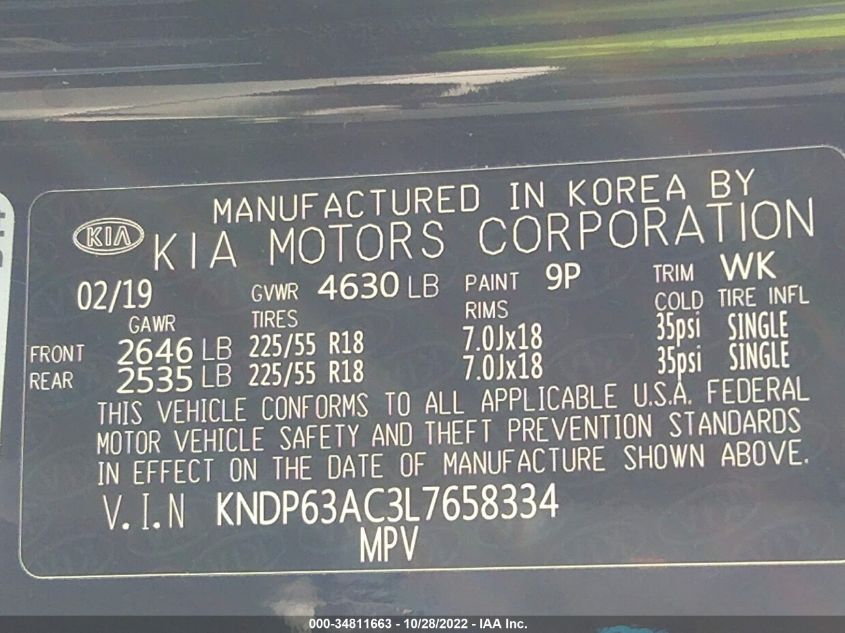 MANUFACTURED IN KOREA BY
KIA KIA MOTORS CORPORATION
02/19 GVWR 4630 LB PAINT 9P TRIM WK
GAWR TIRES RIMS COLD TIRE INFL
FRONT 2646 LB 225/55 R18 7.0Jx18 35psi SINGLE
REAR 2535 LB 225/55 R18 7.0Jx18 35psi SINGLE
THIS VEHICLE CONFORMS TO ALL APPLICABLE U.S.A. FEDERAL
MOTOR VEHICLE SAFETY AND THEFT PREVENTION STANDARDS
IN EFFECT ON THE DATE OF MANUFACTURE SHOWN ABOVE.
V.I.N KNDP63AC3L7658334
MPV
000-34811663 - 10/28/2022 - IAA Inc.